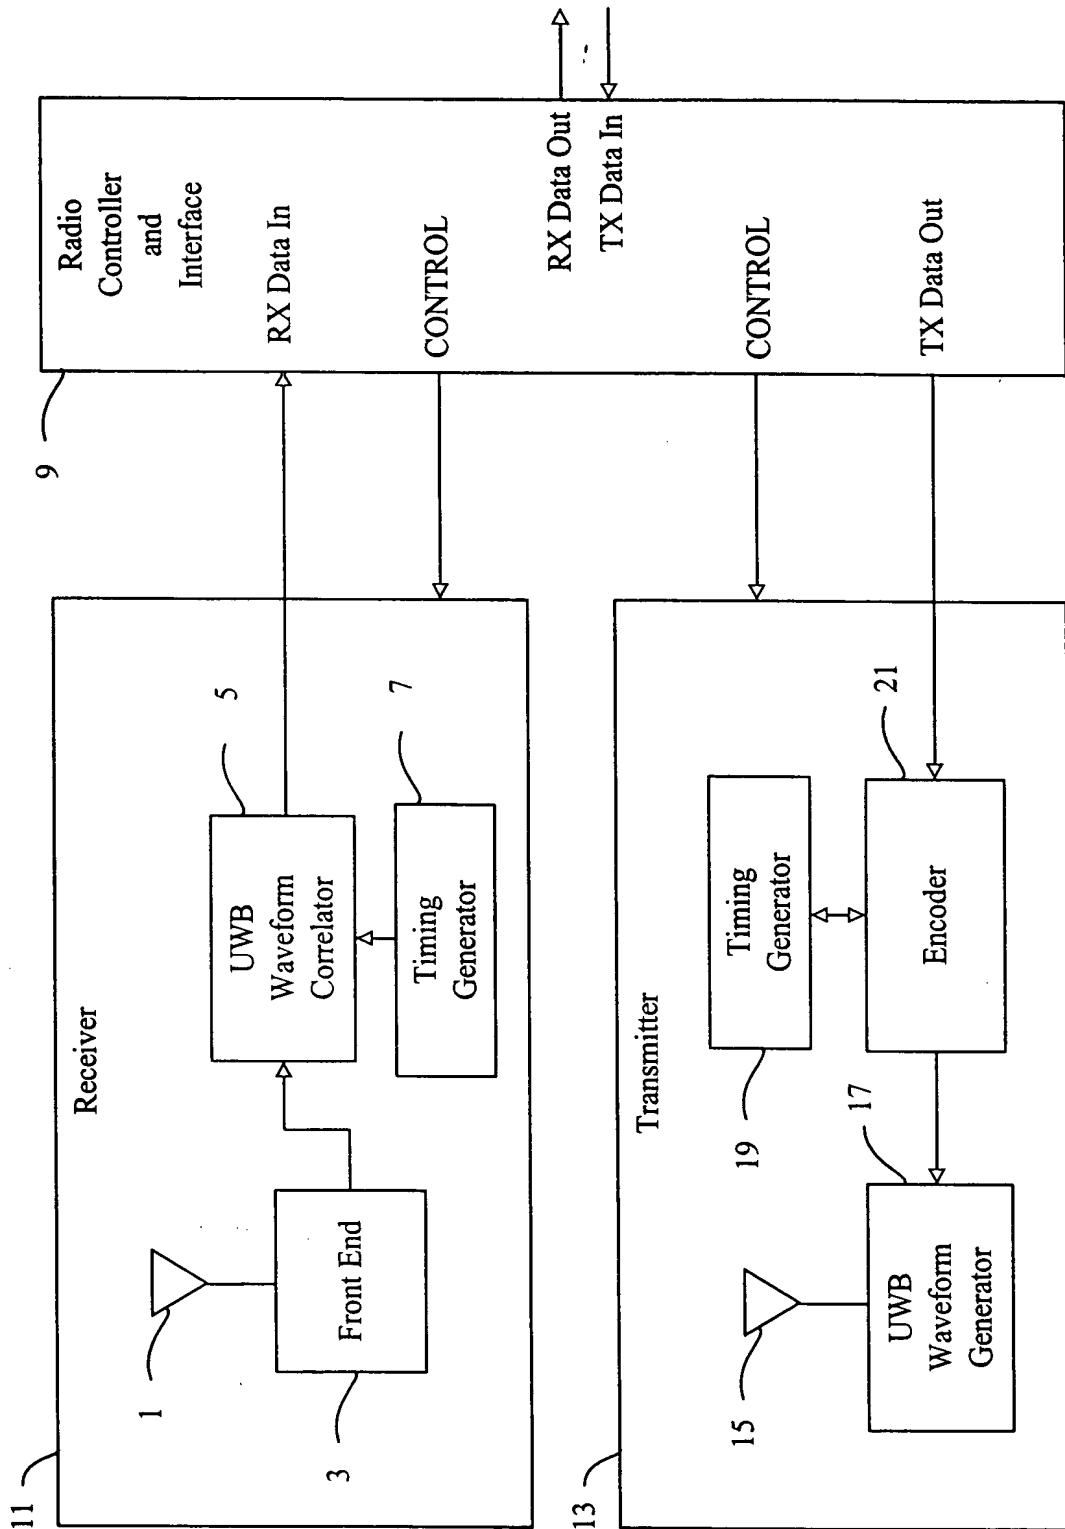 11
Receiver
1
3
Front End
5
UWB
Waveform
Correlator
7
Timing
Generator
9
Radio
Controller
and
Interface
RX Data In
CONTROL
RX Data Out
TX Data In
CONTROL
TX Data Out
13
Transmitter
15
17
UWB
Waveform
Generator
19
Timing
Generator
21
Encoder